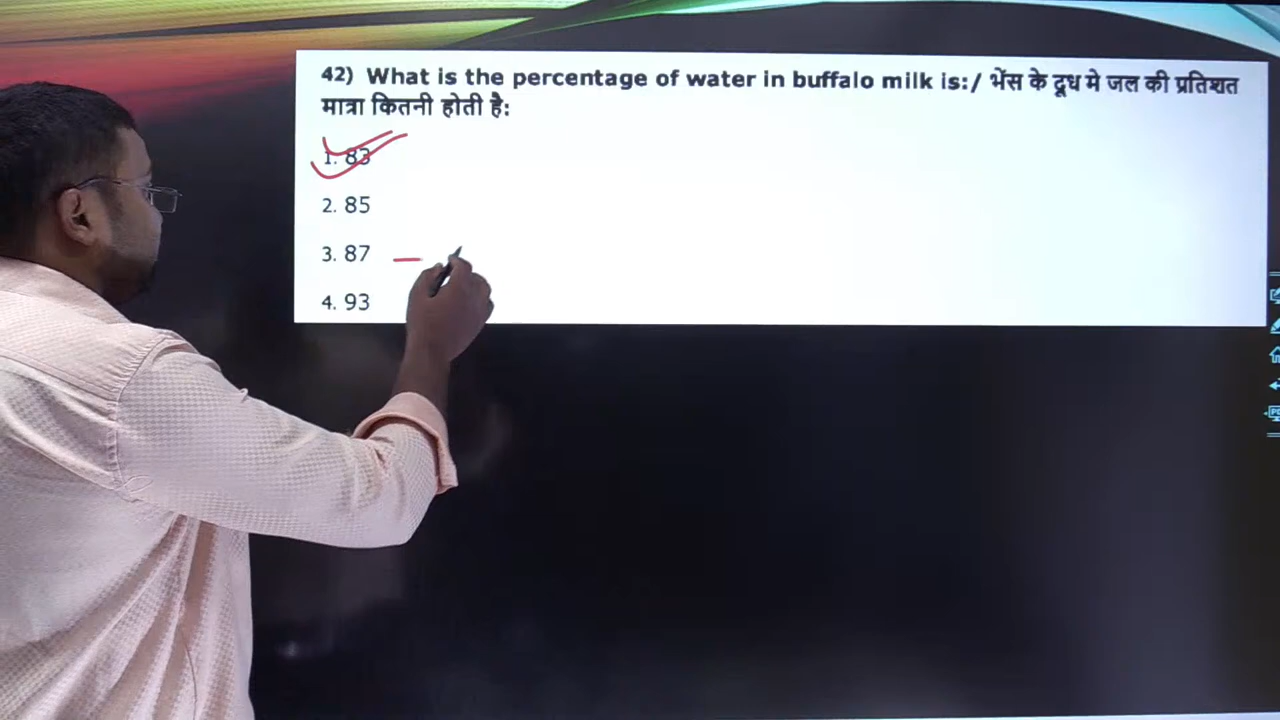 42) What is the percentage of water in buffalo milk is:/ भेंस के दूध मे जल की प्रतिशत
मात्रा कितनी होती है:
1. 83
2. 85
3. 87
4. 93